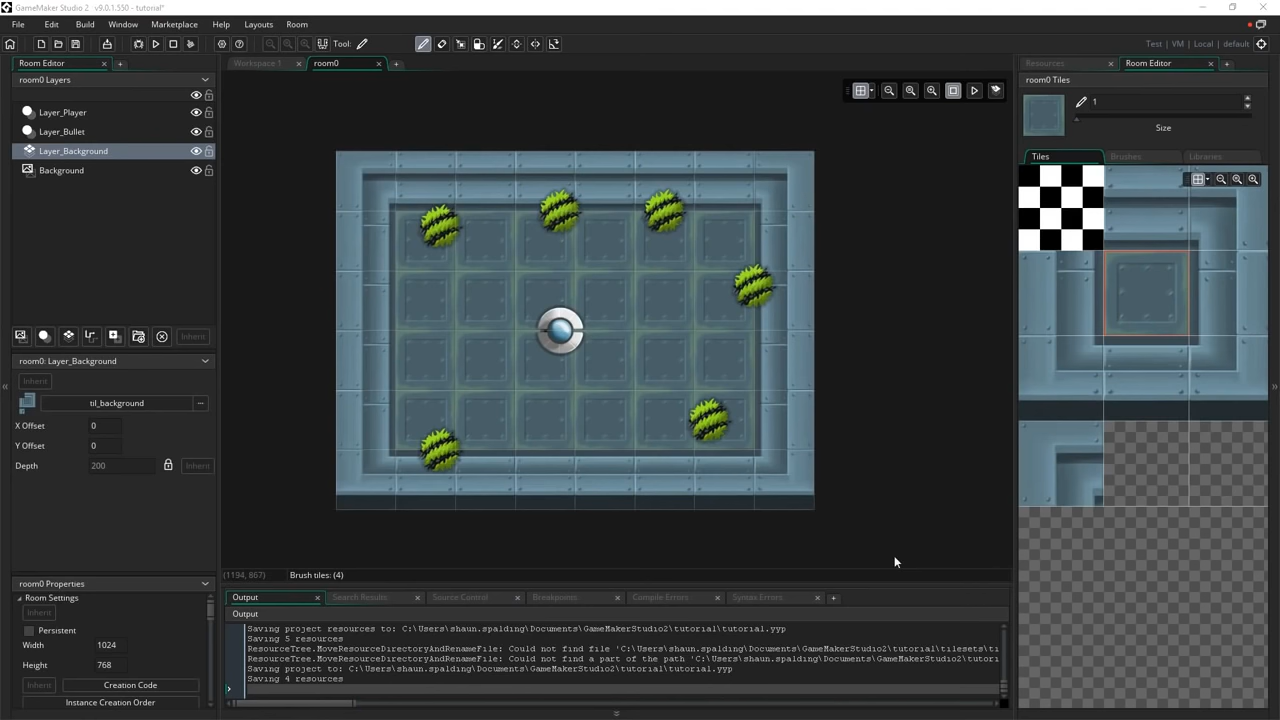 GameMaker Studio 2 - v9.0.1.550 - tutorial*
File Edit Build Window Marketplace Help Layouts Room
Tool:
Test | VM | Local | default
Room Editor
Workspace 1
room0
Resources
Room Editor
room0 Layers
room0 Tiles
1
Size
Layer_Player
Layer_Bullet
Layer_Background
Background
Tiles
Brushes
Libraries
Inherit
room0: Layer_Background
Inherit
til_background
...
X Offset 0
Y Offset 0
Depth 200 Inherit
(1194, 867) Brush tiles: (4)
room0 Properties
Room Settings
Inherit
Persistent
Width 1024
Height 768
Inherit Creation Code
Instance Creation Order
Output Search Results Source Control Breakpoints Compile Errors Syntax Errors
Output
Saving project resources to: C:\Users\shaun.spalding\Documents\GameMakerStudio2\tutorial\tutorial.yyp
Saving 5 resources
ResourceTree.MoveResourceDirectoryAndRenameFile: Could not find file 'C:\Users\shaun.spalding\Documents\GameMakerStudio2\tutorial\tilesets\ti
ResourceTree.MoveResourceDirectoryAndRenameFile: Could not find a part of the path 'C:\Users\shaun.spalding\Documents\GameMakerStudio2\tutori
Saving project to: C:\Users\shaun.spalding\Documents\GameMakerStudio2\tutorial\tutorial.yyp
Saving 4 resources